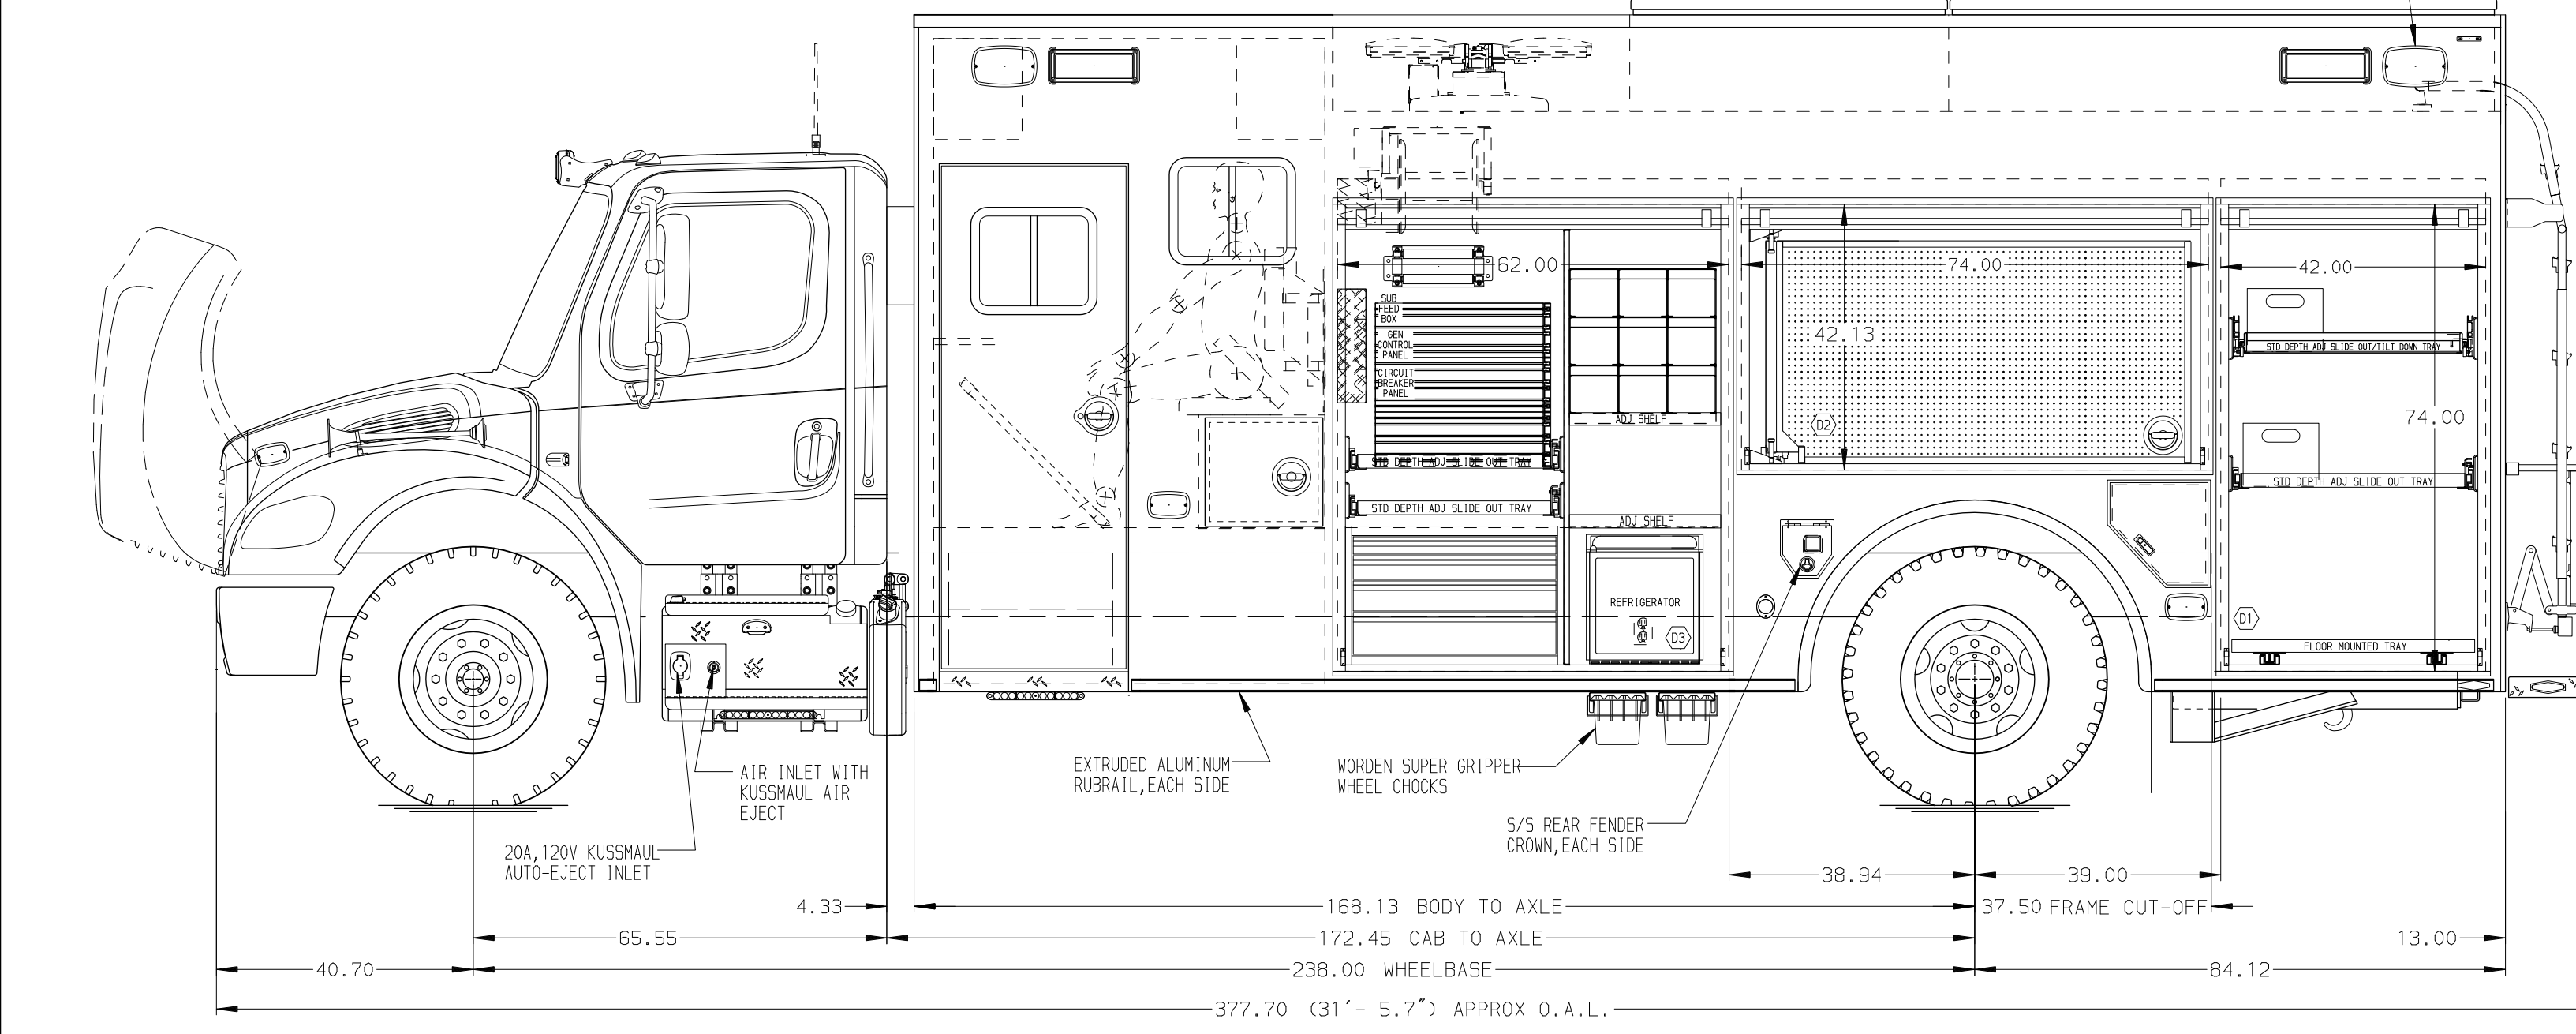 62.00
74.00
42.00
SUB
FEED
BOX
GEN
CONTROL
PANEL
CIRCUIT
BREAKER
PANEL
42.13
STD DEPTH ADJ SLIDE OUT/TILT DOWN TRAY
ADJ SHELF
D2
74.00
STD DEPTH ADJ SLIDE OUT TRAY
STD DEPTH ADJ SLIDE OUT TRAY
STD DEPTH ADJ SLIDE OUT TRAY
ADJ SHELF
REFRIGERATOR
D3
D1
FLOOR MOUNTED TRAY
AIR INLET WITH
KUSSMAUL AIR
EJECT
EXTRUDED ALUMINUM
RUBRAIL,EACH SIDE
WORDEN SUPER GRIPPER
WHEEL CHOCKS
S/S REAR FENDER
CROWN,EACH SIDE
20A,120V KUSSMAUL
AUTO-EJECT INLET
38.94
39.00
4.33
168.13 BODY TO AXLE
37.50 FRAME CUT-OFF
65.55
172.45 CAB TO AXLE
13.00
40.70
238.00 WHEELBASE
84.12
377.70 (31'- 5.7") APPROX O.A.L.